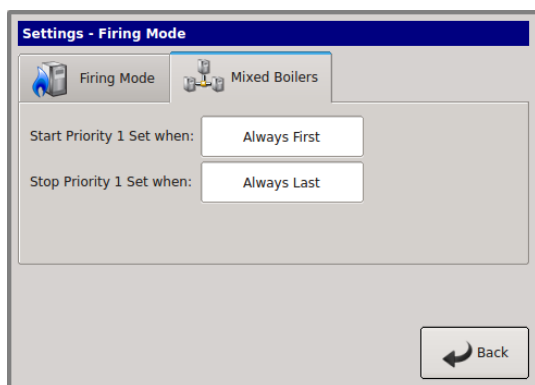 Settings - Firing Mode
Firing Mode
Mixed Boilers
Start Priority 1 Set when: Always First
Stop Priority 1 Set when: Always Last
Back